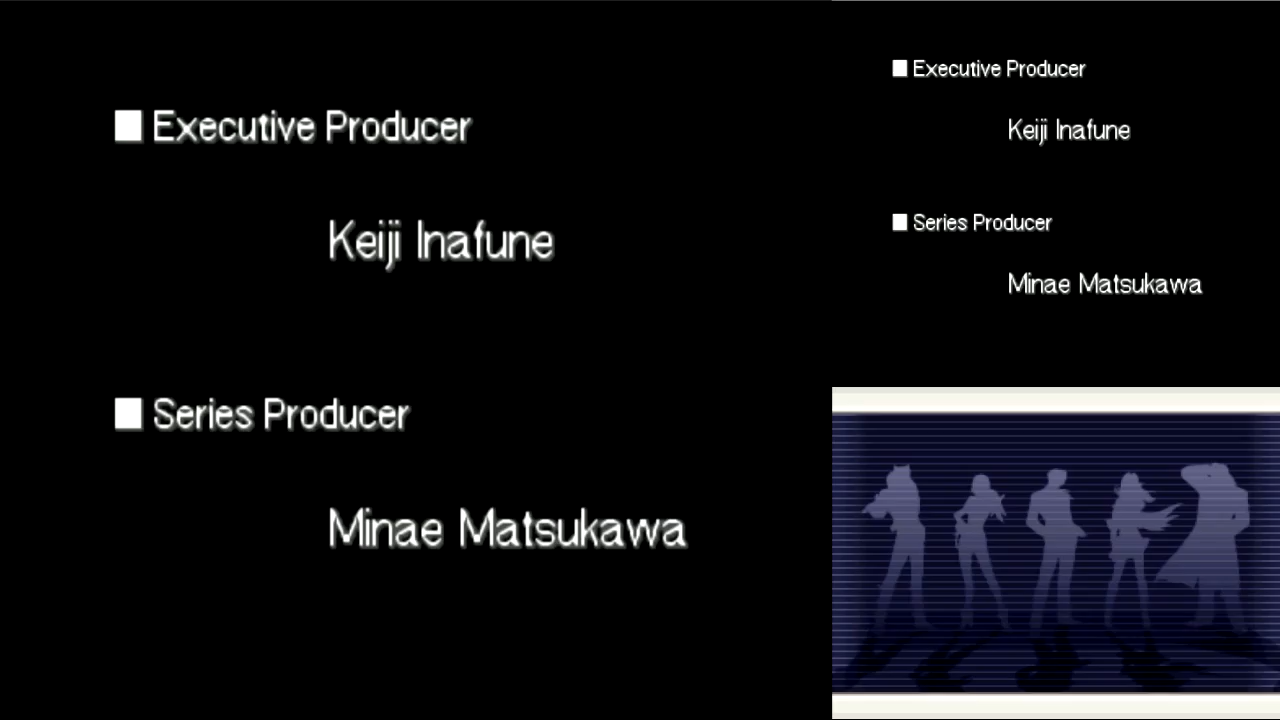 ■ Executive Producer
Keiji Inafune
■ Series Producer
Minae Matsukawa
■ Executive Producer
Keiji Inafune
■ Series Producer
Minae Matsukawa